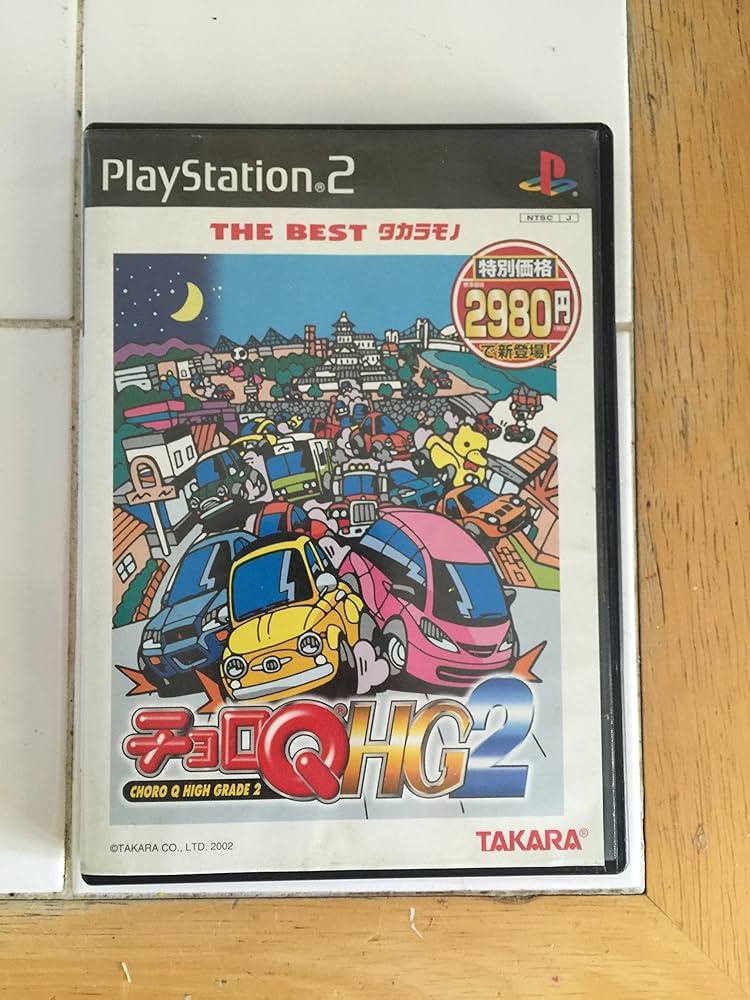 PlayStation®2
NTSC J
THE BEST タカラモノ
特別価格
2980円
で新登場!
チョロQ®HG2
CHORO Q HIGH GRADE 2
©TAKARA CO., LTD. 2002
TAKARA®